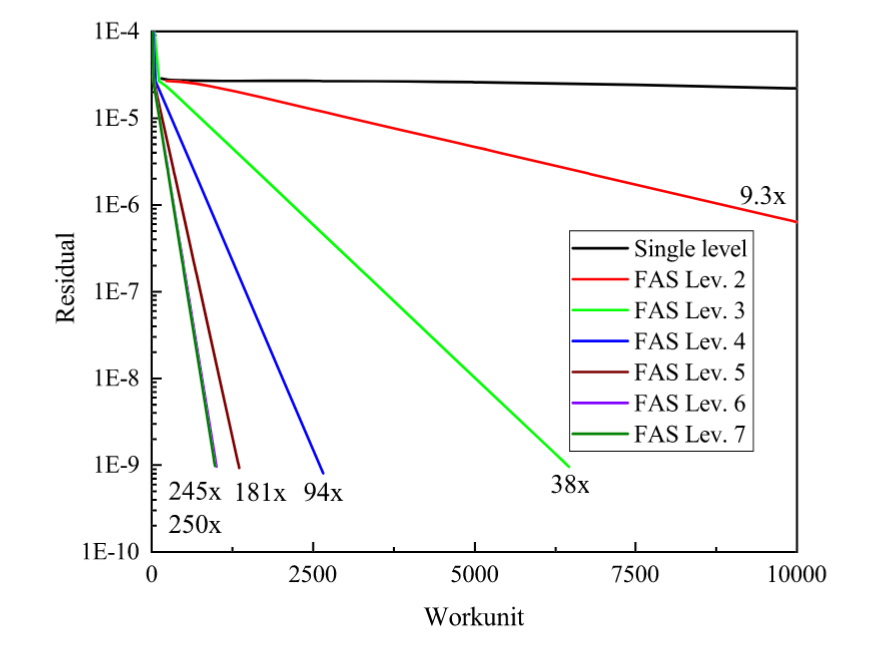 1E-4
1E-5
1E-6
1E-7
1E-8
1E-9
1E-10
Residual
9.3x
Single level
FAS Lev. 2
FAS Lev. 3
FAS Lev. 4
FAS Lev. 5
FAS Lev. 6
FAS Lev. 7
245x 181x 94x
38x
250x
0 2500 5000 7500 10000
Workunit